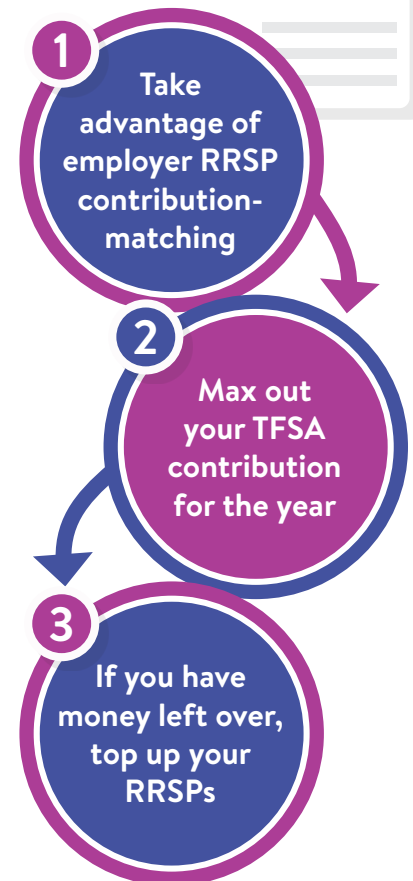 1
Take
advantage of
employer RRSP
contribution-
matching
2
Max out
your TFSA
contribution
for the year
3
If you have
money left over,
top up your
RRSPs